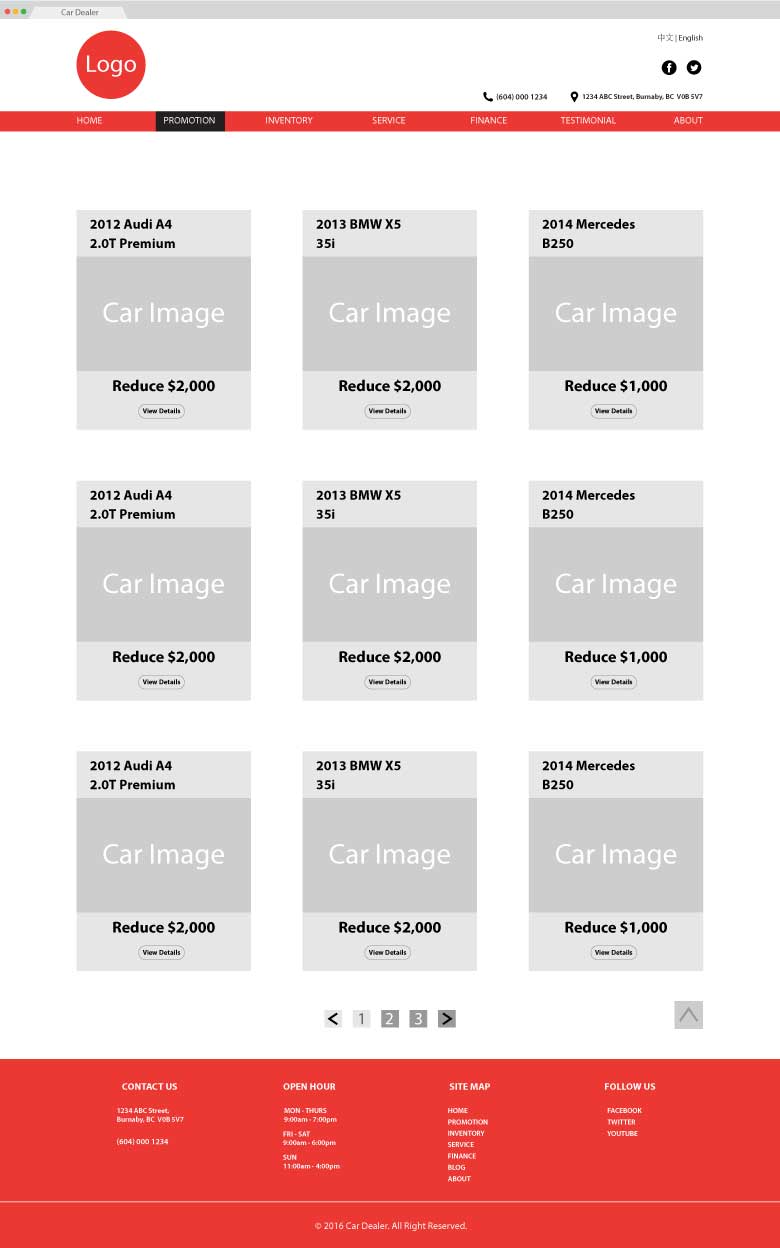 Car Dealer
Logo
中文 | English
(604) 000 1234
1234 ABC Street, Burnaby, BC V0B 5V7
HOME PROMOTION INVENTORY SERVICE FINANCE TESTIMONIAL ABOUT
2012 Audi A4
2.0T Premium
Car Image
Reduce $2,000
View Details
2013 BMW X5
35i
Car Image
Reduce $2,000
View Details
2014 Mercedes
B250
Car Image
Reduce $1,000
View Details
2012 Audi A4
2.0T Premium
Car Image
Reduce $2,000
View Details
2013 BMW X5
35i
Car Image
Reduce $2,000
View Details
2014 Mercedes
B250
Car Image
Reduce $1,000
View Details
2012 Audi A4
2.0T Premium
Car Image
Reduce $2,000
View Details
2013 BMW X5
35i
Car Image
Reduce $2,000
View Details
2014 Mercedes
B250
Car Image
Reduce $1,000
View Details
< 1 2 3 >
CONTACT US
1234 ABC Street,
Burnaby, BC V0B 5V7
(604) 000 1234
OPEN HOUR
MON - THURS
9:00am - 7:00pm
FRI - SAT
9:00am - 6:00pm
SUN
11:00am - 4:00pm
SITE MAP
HOME
PROMOTION
INVENTORY
SERVICE
FINANCE
BLOG
ABOUT
FOLLOW US
FACEBOOK
TWITTER
YOUTUBE
© 2016 Car Dealer. All Right Reserved.